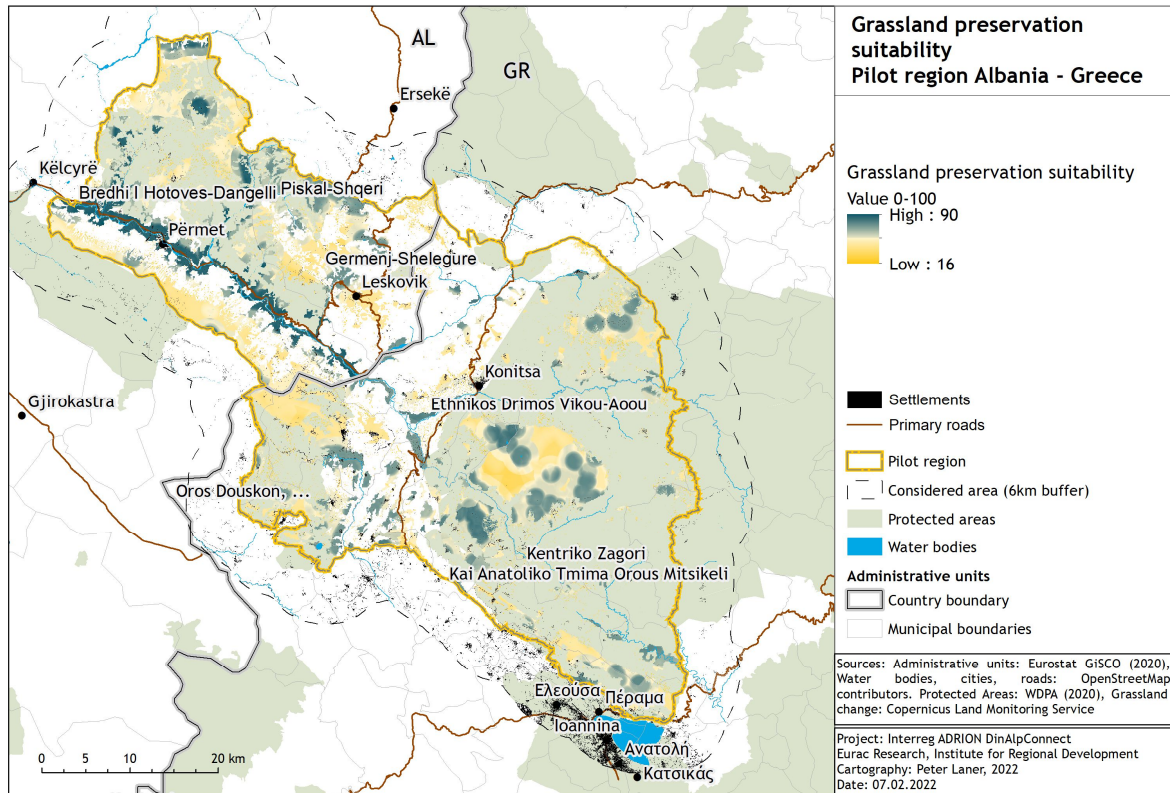 Grassland preservation
suitability
Pilot region Albania - Greece
Grassland preservation suitability
Value 0-100
High : 90
Low : 16
Settlements
Primary roads
Pilot region
Considered area (6km buffer)
Protected areas
Water bodies
Administrative units
Country boundary
Municipal boundaries
Sources: Administrative units: Eurostat GiSCO (2020),
Water bodies, cities, roads: OpenStreetMap
contributors. Protected Areas: WDPA (2020), Grassland
change: Copernicus Land Monitoring Service
Project: Interreg ADRION DinAlpConnect
Eurac Research, Institute for Regional Development
Cartography: Peter Laner, 2022
Date: 07.02.2022
AL
GR
Ersekë
Këlcyrë
Bredhi I Hotoves-Dangelli
Piskal-Shqeri
Përmet
Germenj-Shelegure
Leskovik
Konitsa
Gjirokastra
Ethnikos Drimos Vikou-Aoou
Oros Douskon, ...
Kentriko Zagori
Kai Anatoliko Tmima Orous Mitsikeli
Ελεούσα
Πέραμα
Ioannina
Ανατολή
Κατσικάς
0 5 10 20 km